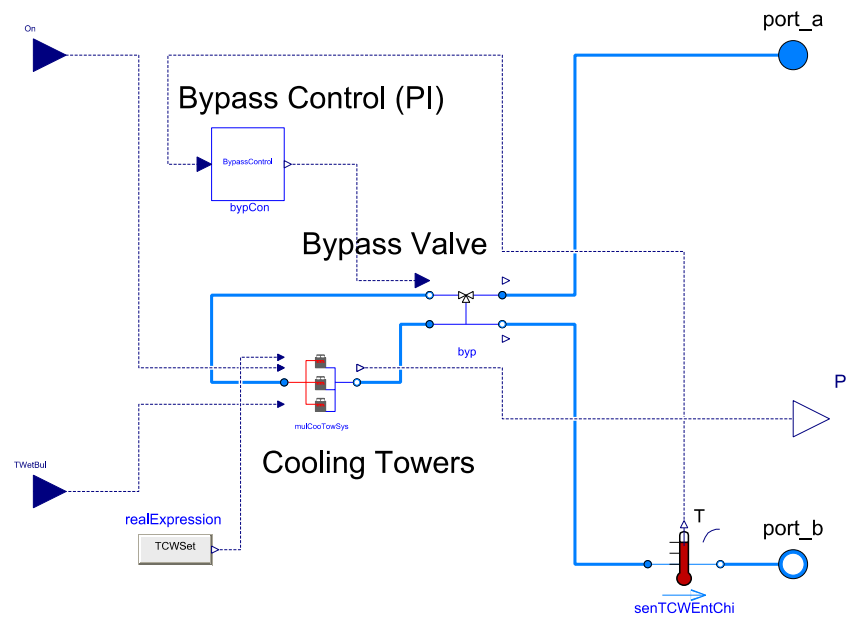 port_a
On
Bypass Control (PI)
BypassControl
bypCon
Bypass Valve
byp
P
mulCooTowSys
Cooling Towers
TWetBul
realExpression
TCWSet
T
port_b
senTCWEntChi